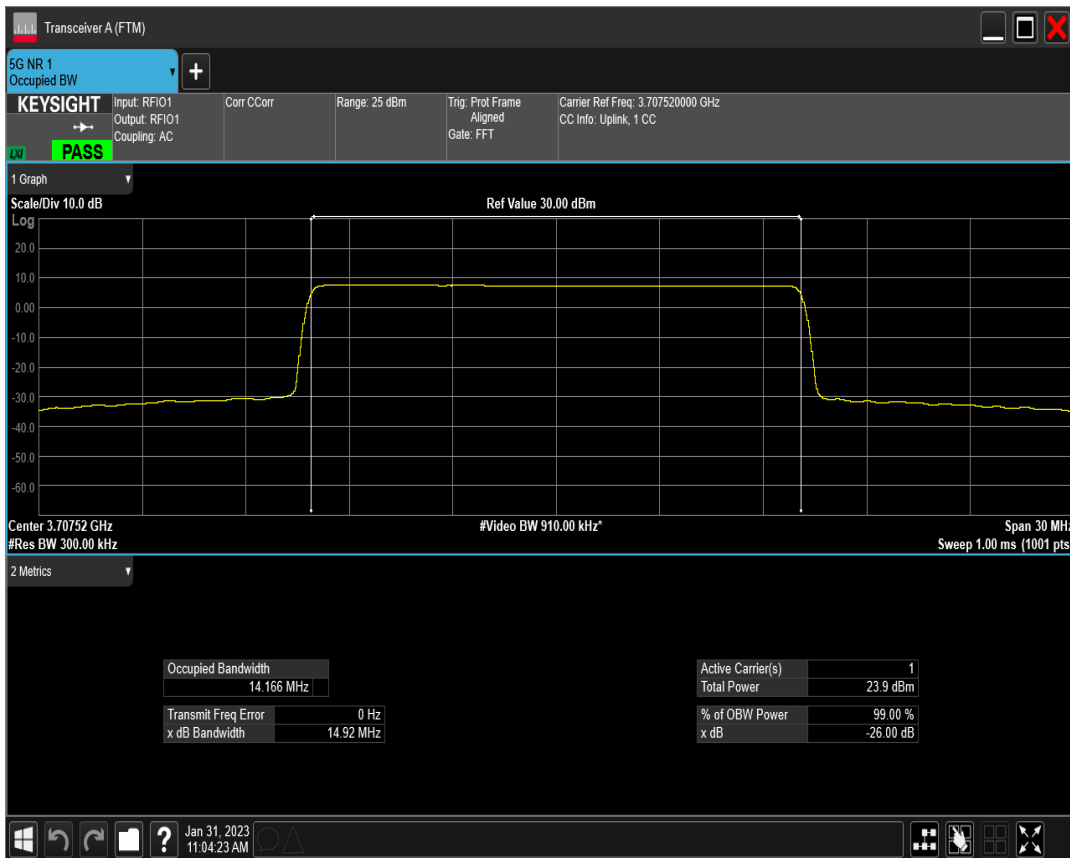 Transceiver A (FTM)
5G NR 1
Occupied BW
+
KEYSIGHT
LXI
PASS
Input: RFIO1
Output: RFIO1
Coupling: AC
Corr CCorr
Range: 25 dBm
Trig: Prot Frame
Aligned
Gate: FFT
Carrier Ref Freq: 3.707520000 GHz
CC Info: Uplink, 1 CC
1 Graph
Scale/Div 10.0 dB
Ref Value 30.00 dBm
Log
20.0
10.0
0.00
-10.0
-20.0
-30.0
-40.0
-50.0
-60.0
Center 3.70752 GHz
#Video BW 910.00 kHz*
Span 30 MHz
#Res BW 300.00 kHz
Sweep 1.00 ms (1001 pts
2 Metrics
Occupied Bandwidth
14.166 MHz
Transmit Freq Error 0 Hz
x dB Bandwidth 14.92 MHz
Active Carrier(s) 1
Total Power 23.9 dBm
% of OBW Power 99.00 %
x dB -26.00 dB
?
Jan 31, 2023
11:04:23 AM